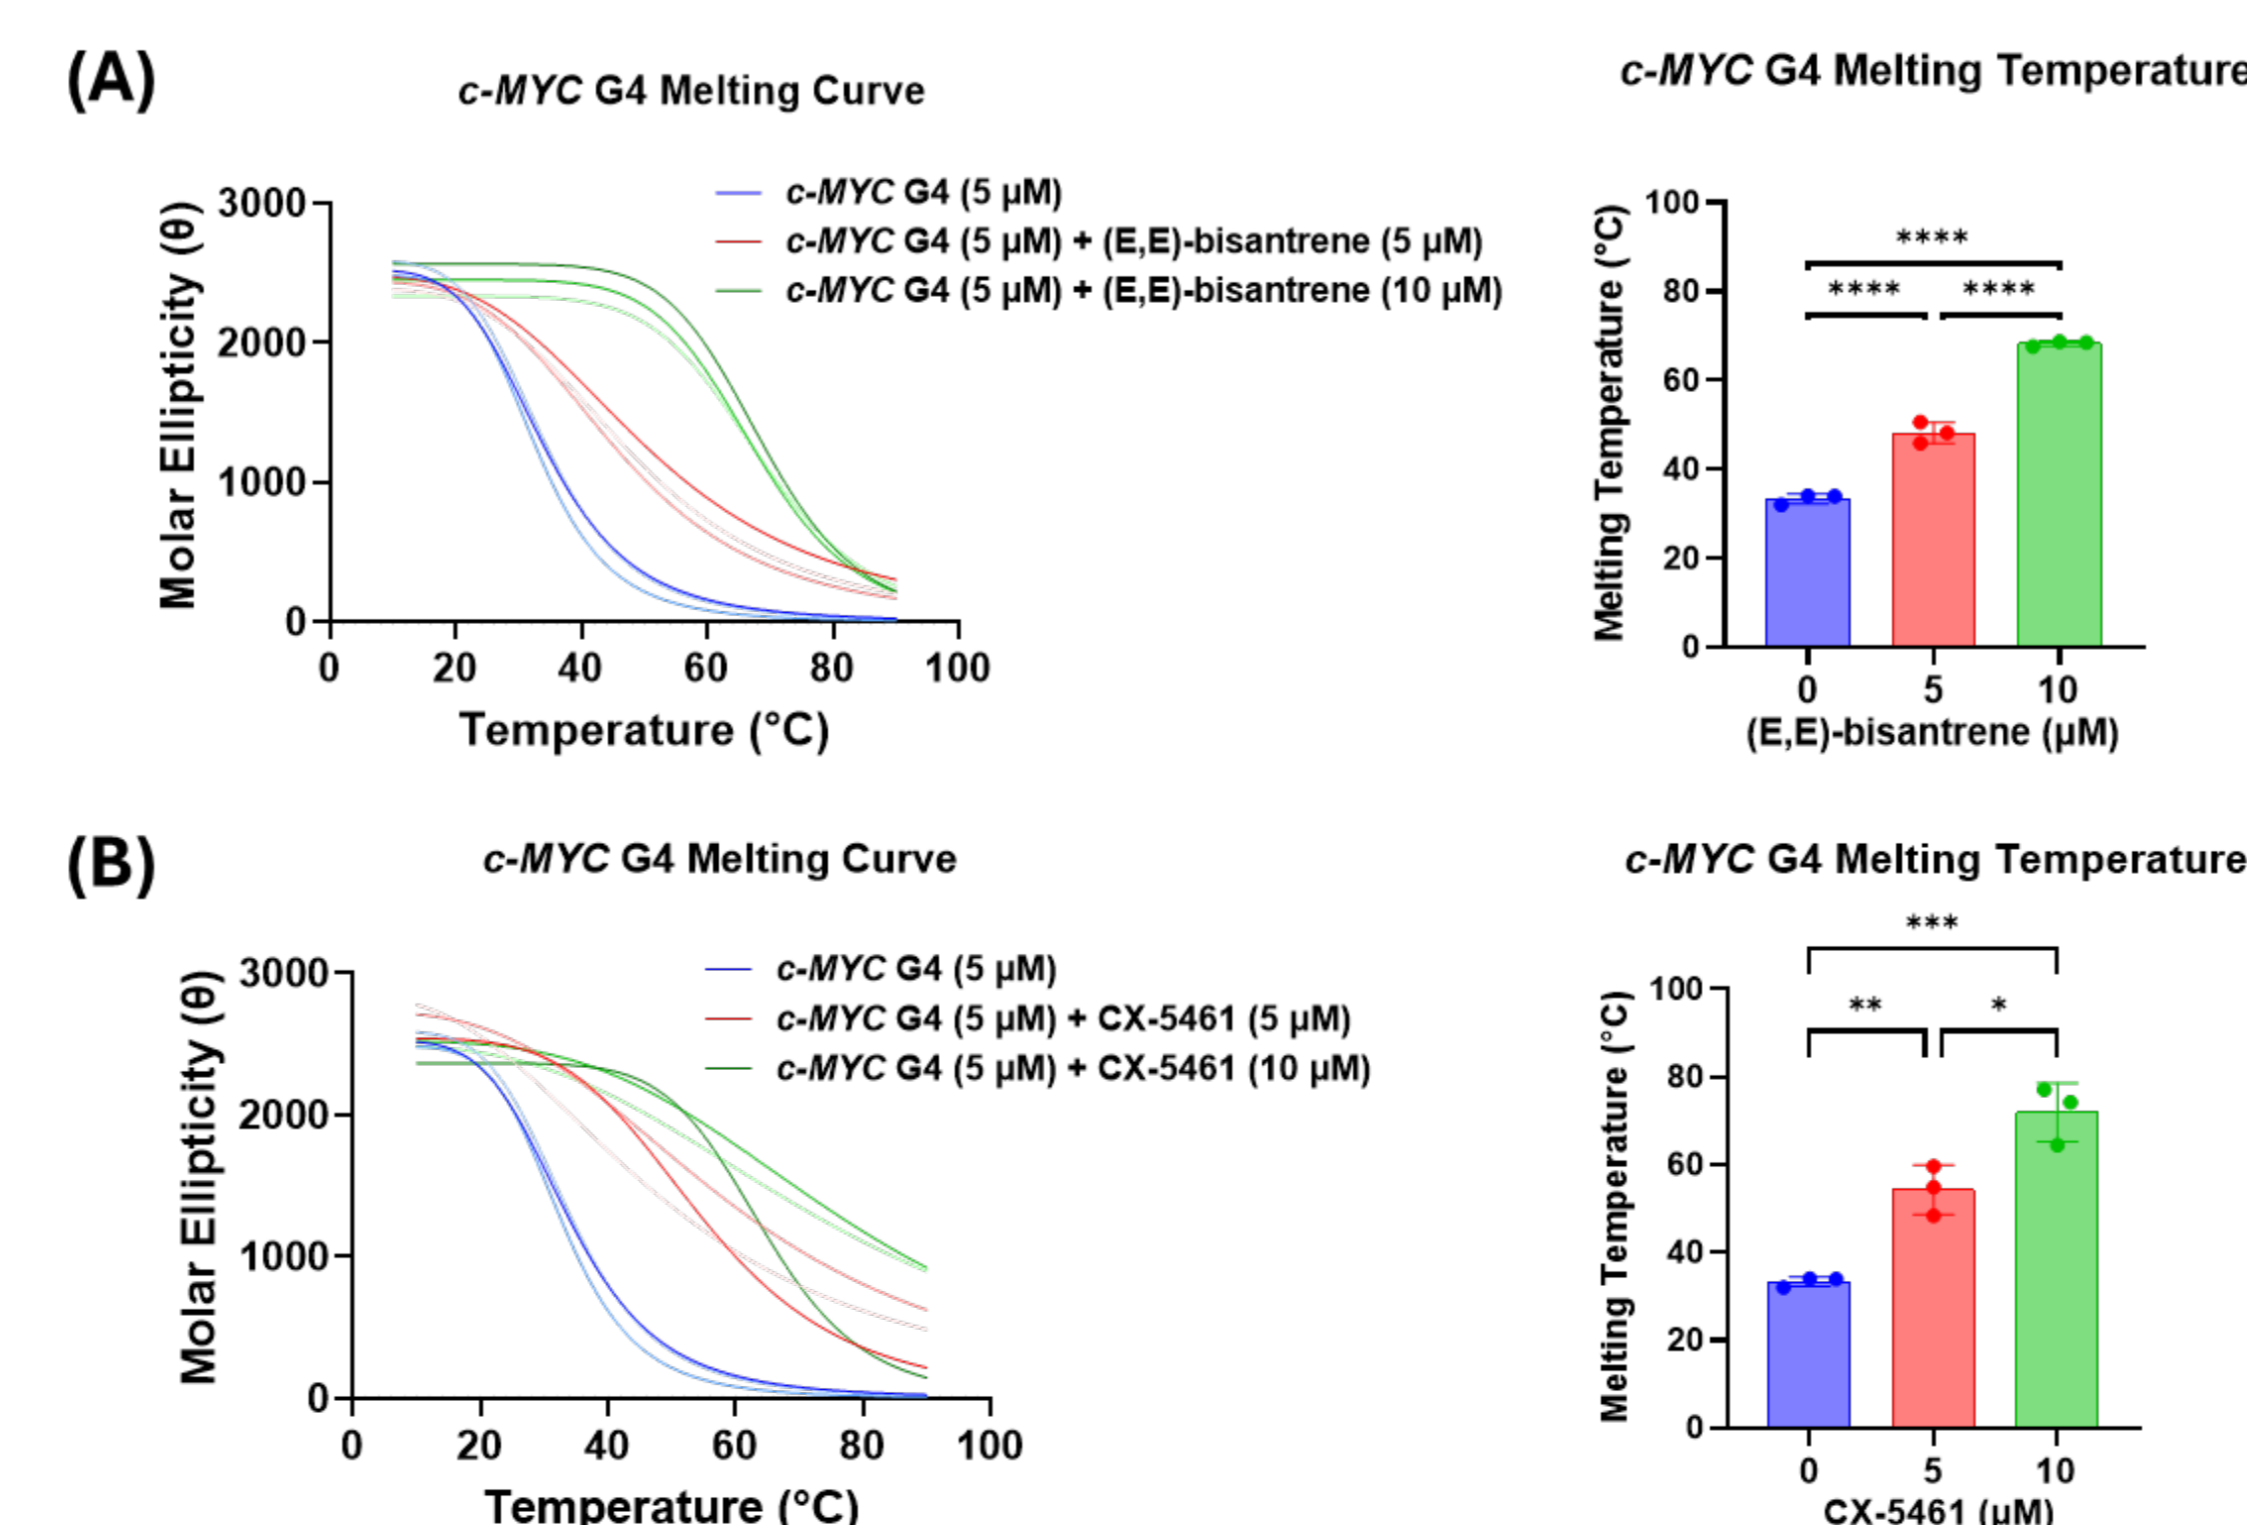 (A)
c-MYC G4 Melting Curve
c-MYC G4 (5 µM)
c-MYC G4 (5 µM) + (E,E)-bisantrene (5 µM)
c-MYC G4 (5 µM) + (E,E)-bisantrene (10 µM)
Molar Ellipticity (θ)
3000
2000
1000
0
0 20 40 60 80 100
Temperature (°C)
c-MYC G4 Melting Temperature
Melting Temperature (°C)
100
80
60
40
20
0
****
**** ****
0 5 10
(E,E)-bisantrene (µM)
(B)
c-MYC G4 Melting Curve
c-MYC G4 (5 µM)
c-MYC G4 (5 µM) + CX-5461 (5 µM)
c-MYC G4 (5 µM) + CX-5461 (10 µM)
Molar Ellipticity (θ)
3000
2000
1000
0
0 20 40 60 80 100
Temperature (°C)
c-MYC G4 Melting Temperature
Melting Temperature (°C)
***
** *
100
80
60
40
20
0
0 5 10
CX-5461 (µM)